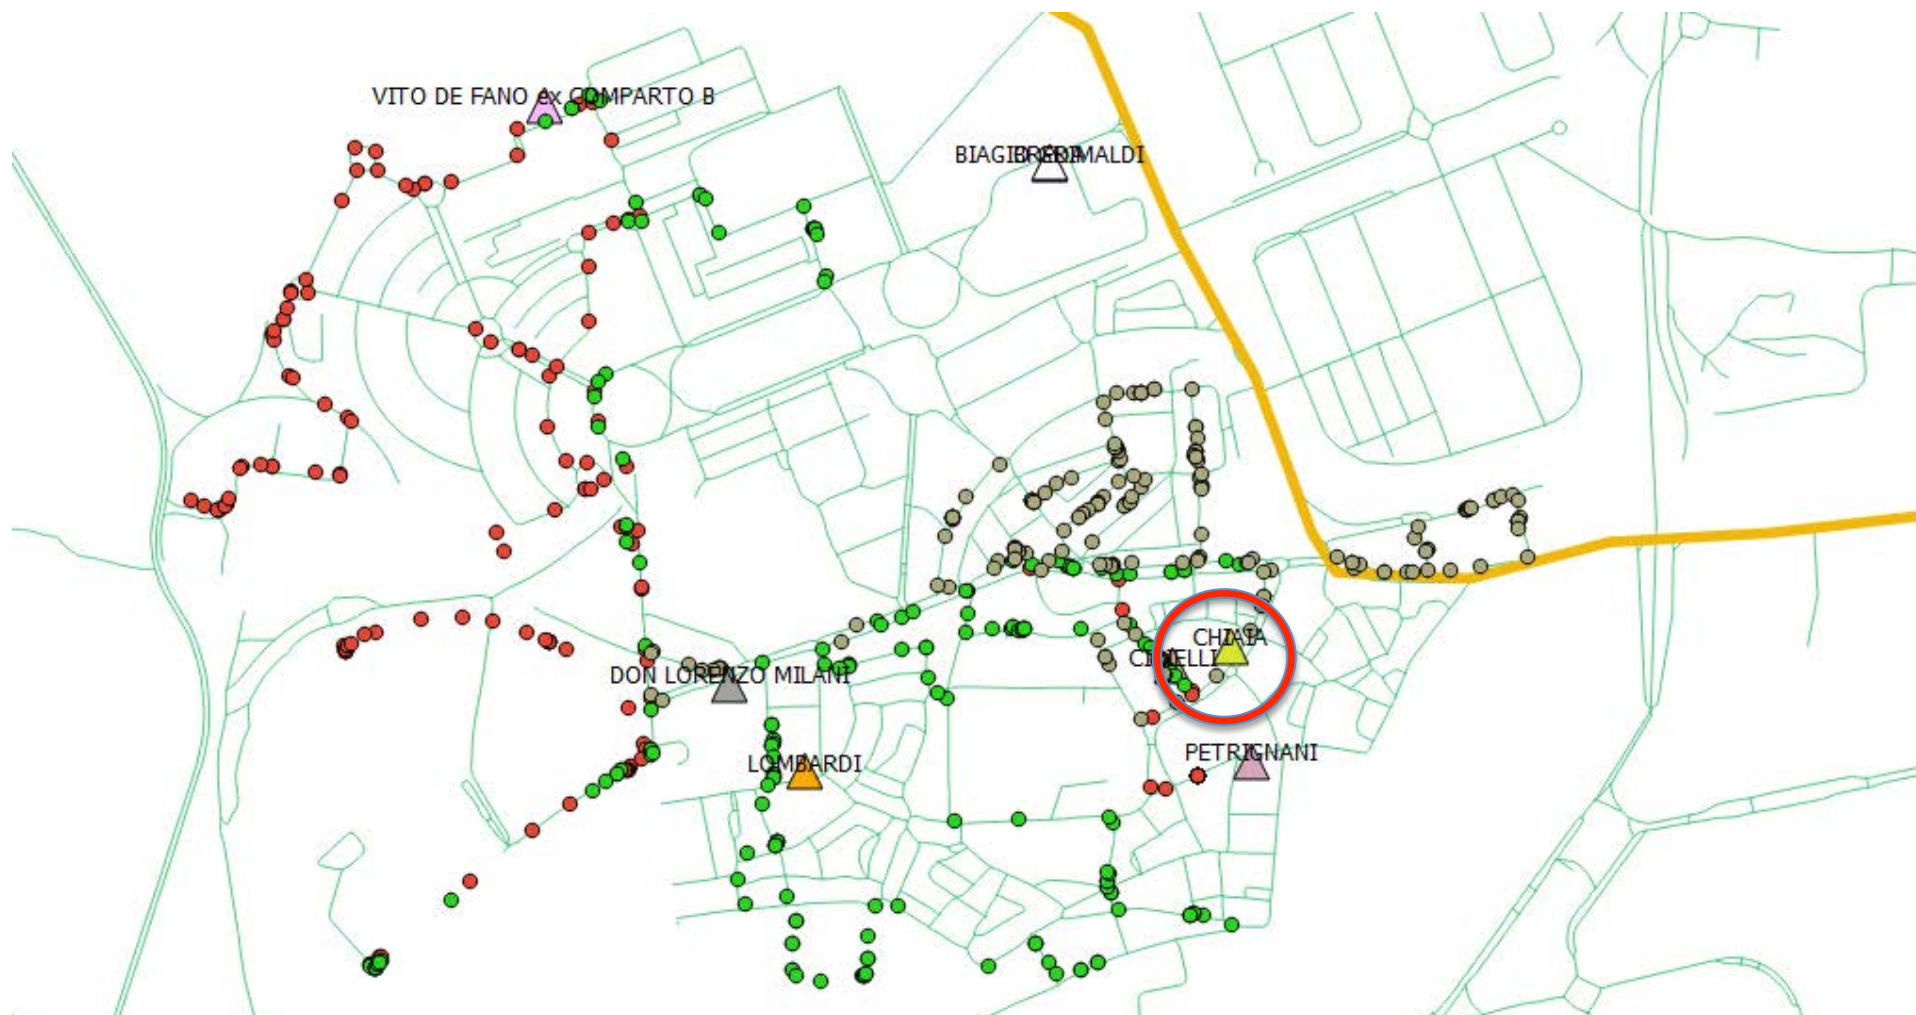 VITO DE FANO ex COMPARTO B
CHIAIA
DON LORENZO MILANI
PETRIGNANI
LOMBARDI